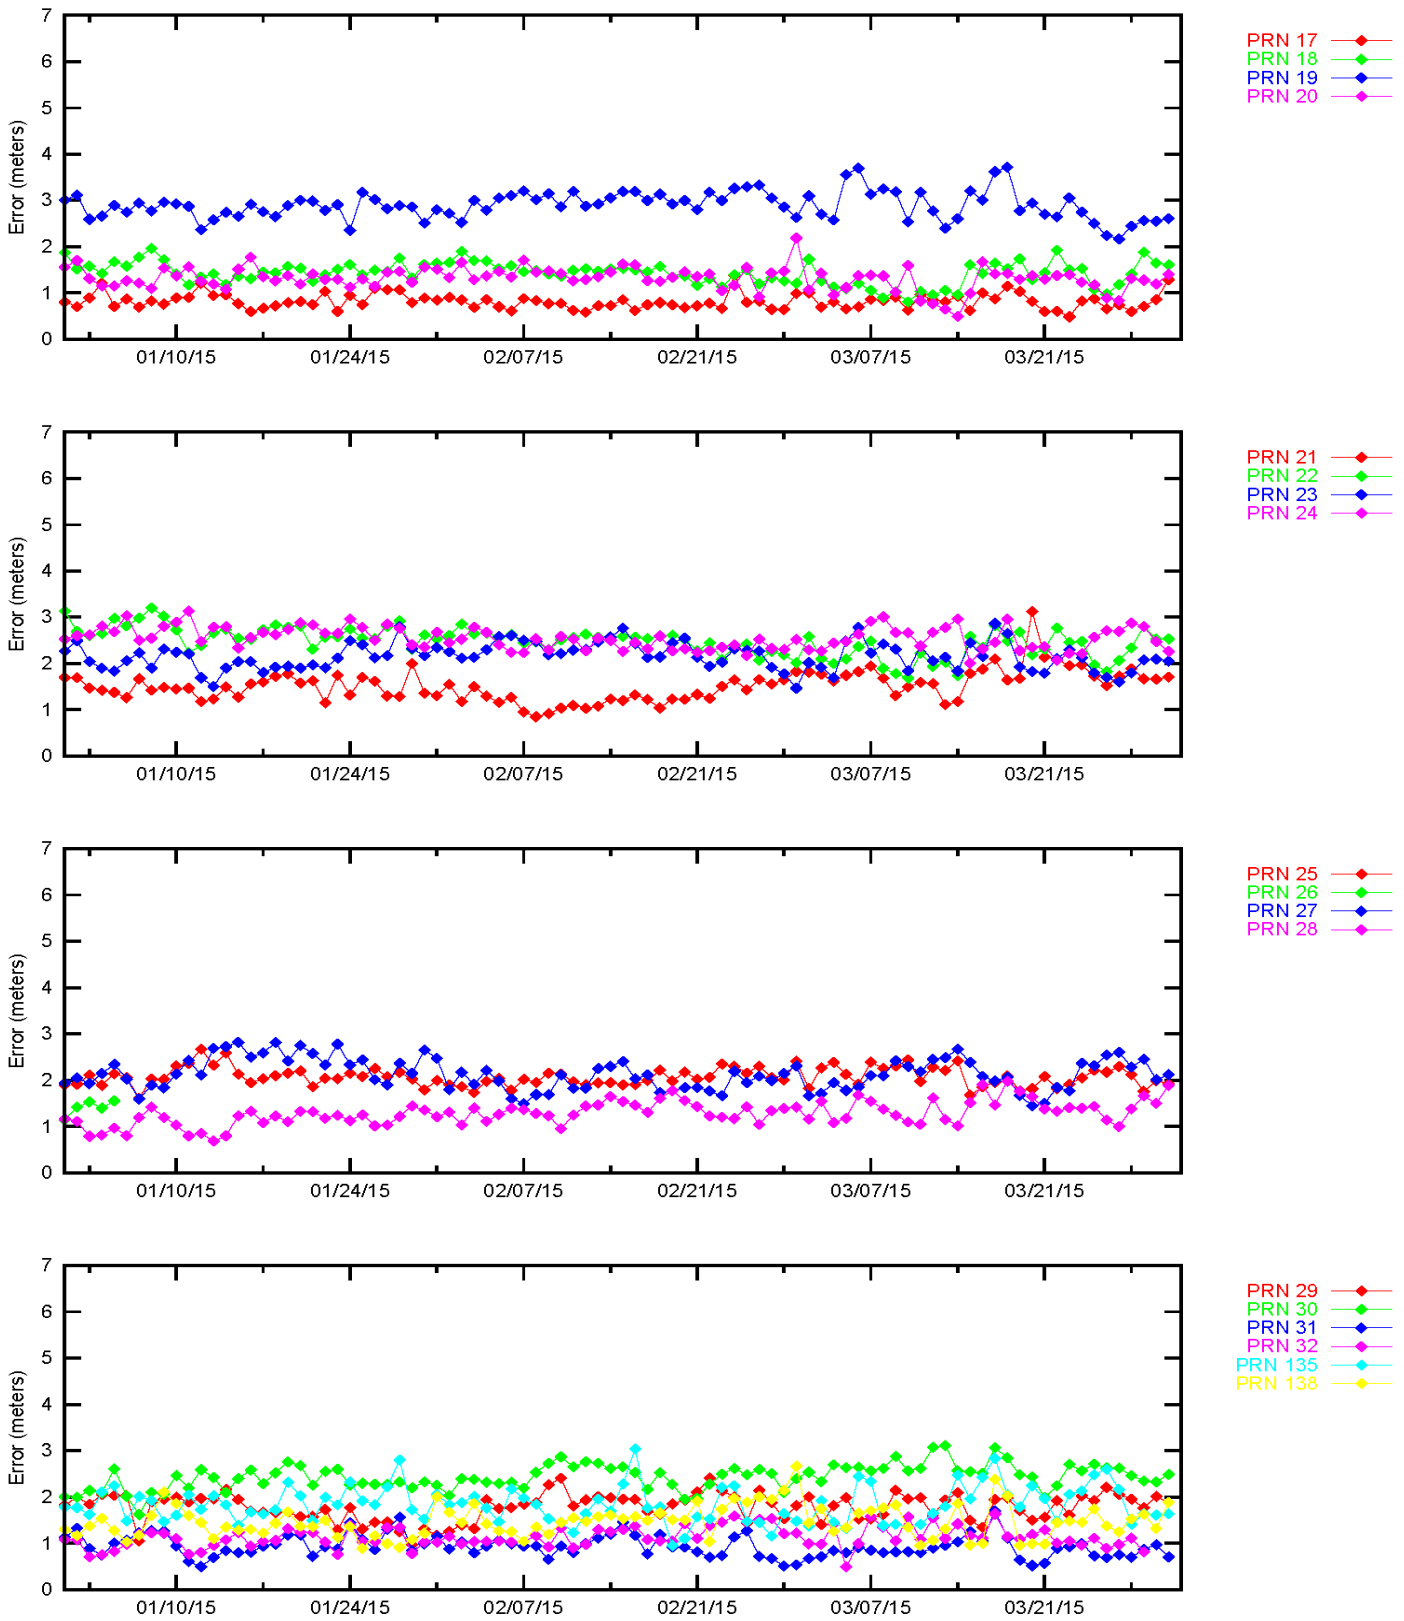 7
PRN 17
6
PRN 18
PRN 19
5
PRN 20
4
Error (meters)
3
2
1
0
01/10/15 01/24/15 02/07/15 02/21/15 03/07/15 03/21/15
7
PRN 21
6
PRN 22
PRN 23
5
PRN 24
4
Error (meters)
3
2
1
0
01/10/15 01/24/15 02/07/15 02/21/15 03/07/15 03/21/15
7
PRN 25
6
PRN 26
PRN 27
5
PRN 28
4
Error (meters)
3
2
1
0
01/10/15 01/24/15 02/07/15 02/21/15 03/07/15 03/21/15
7
PRN 29
6
PRN 30
PRN 31
PRN 32
5
PRN 135
PRN 138
4
Error (meters)
3
2
1
0
01/10/15 01/24/15 02/07/15 02/21/15 03/07/15 03/21/15